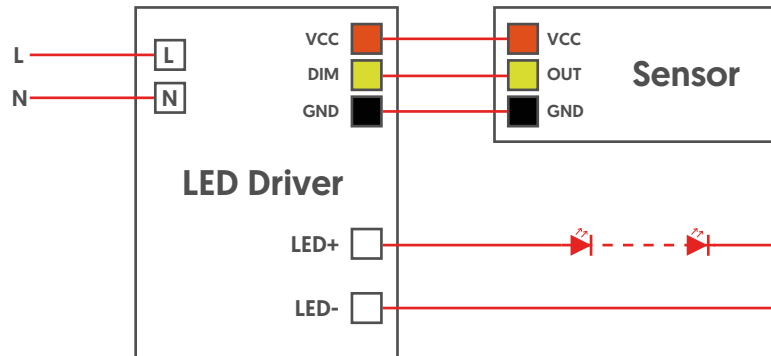 L
N
L
N
VCC
DIM
GND
LED Driver
LED+
LED-
VCC
OUT
GND
Sensor